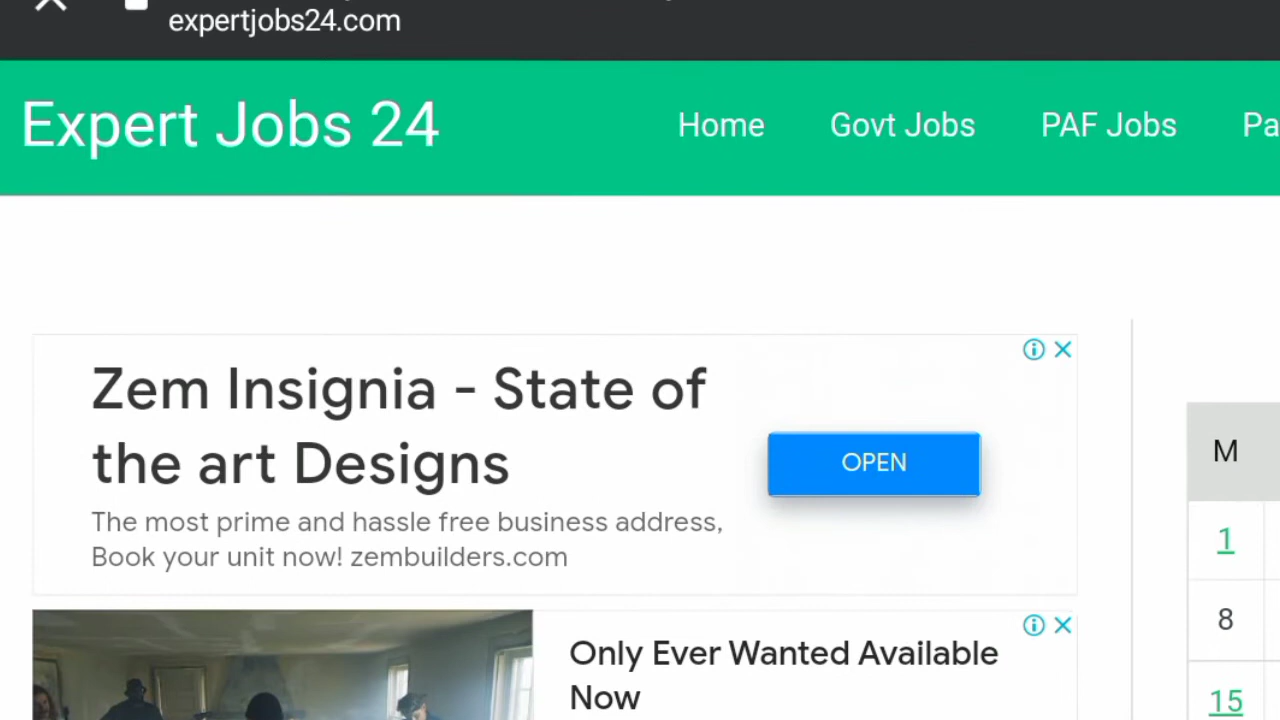 expertjobs24.com
Expert Jobs 24
Home
Govt Jobs
PAF Jobs
Pa
Zem Insignia - State of
the art Designs
OPEN
The most prime and hassle free business address,
Book your unit now! zembuilders.com
M
1
8
15
Only Ever Wanted Available
Now